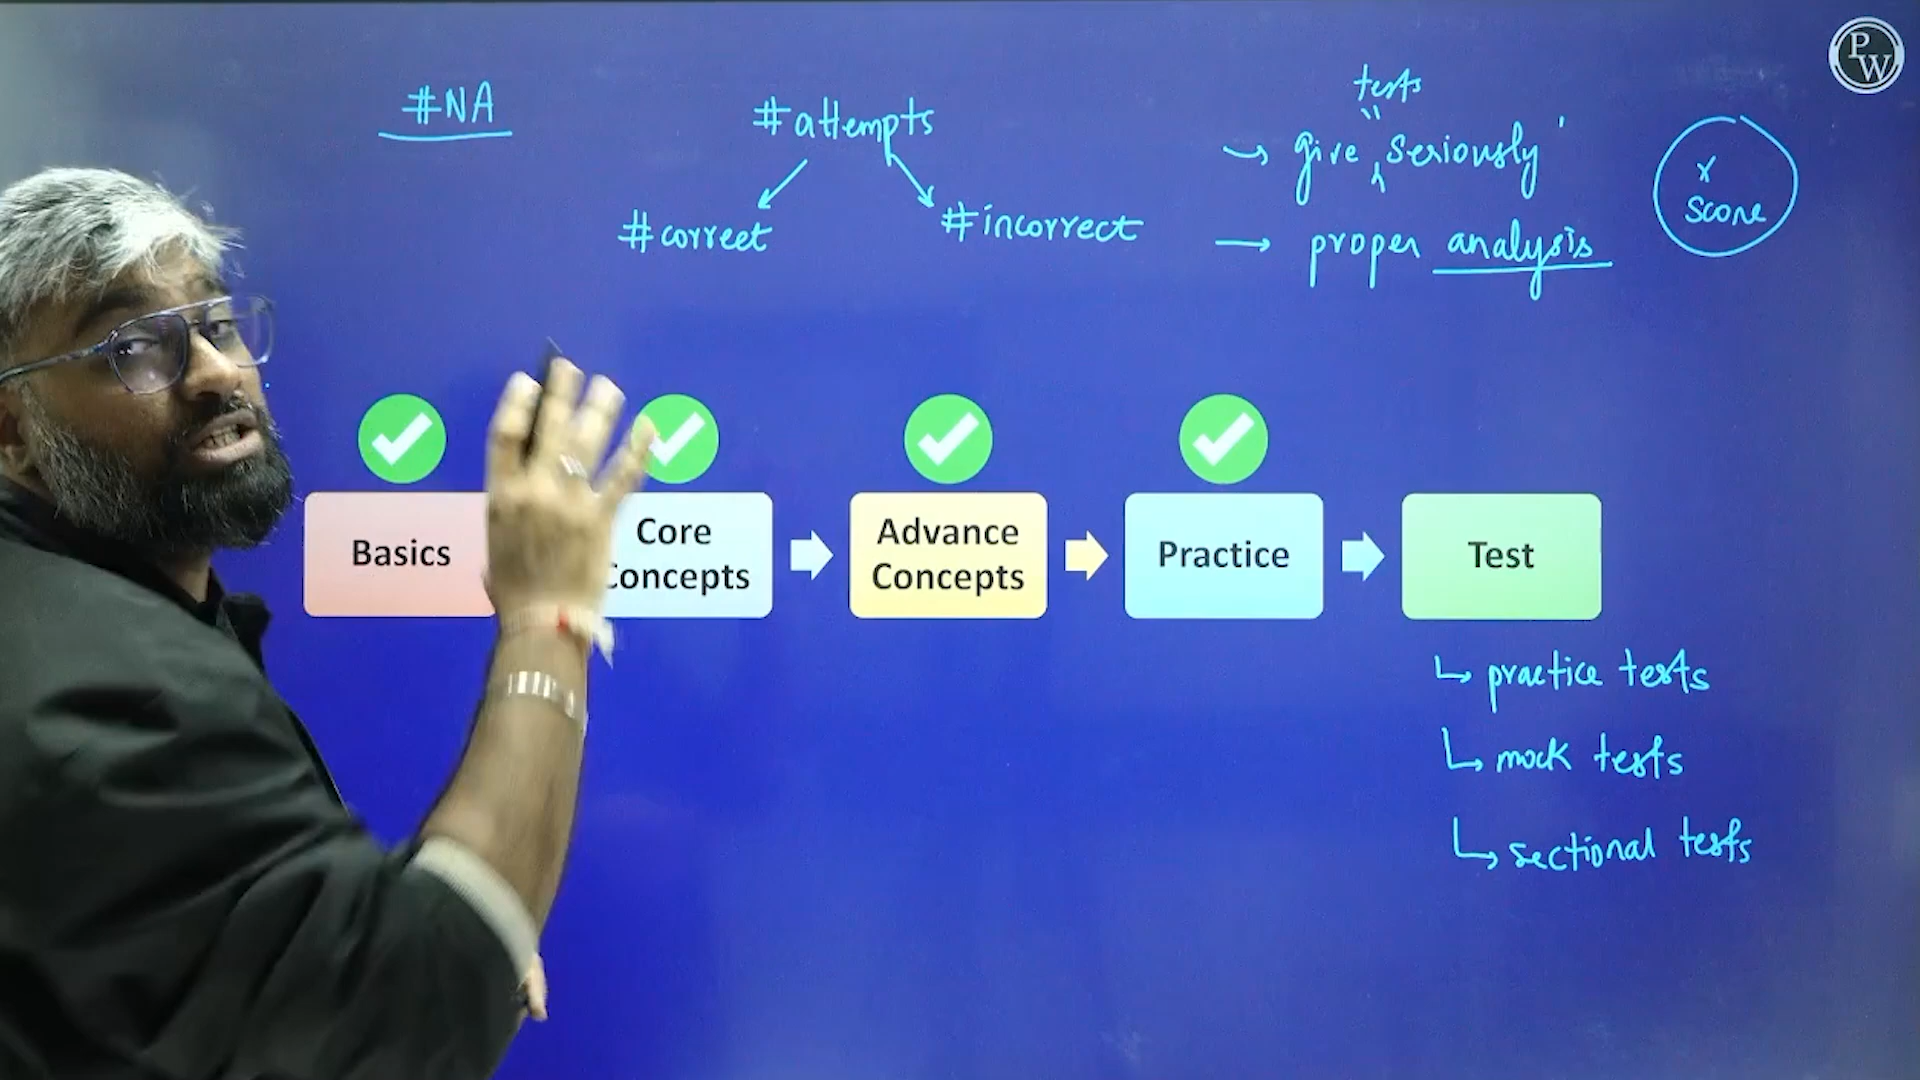 PW
#NA
#attempts
#correct
#incorrect
tests
→ give seriously
→ proper analysis
x
score
Basics
Core
Concepts
Advance
Concepts
Practice
Test
↳ practice tests
↳ mock tests
↳ sectional tests